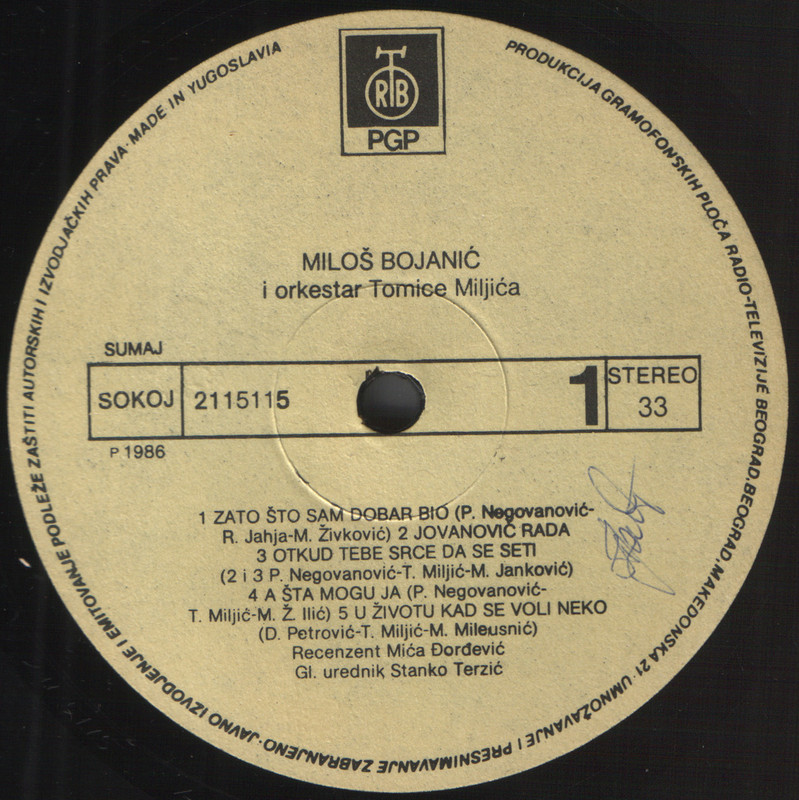 RTB
PGP
PRODUKCIJA GRAMOFONSKIH PLOČA RADIO-TELEVIZIJE BEOGRAD, BEOGRAD, MAKEDONSKA 21 · UMNOŽAVANJE I PRESNIMAVANJE ZABRANJENO · JAVNO IZVODJENJE I EMITOVANJE PODLEŽE ZAŠTITI AUTORSKIH I IZVODJAČKIH PRAVA · MADE IN YUGOSLAVIA
MILOŠ BOJANIĆ
i orkestar Tomice Miljića
SUMAJ
SOKOJ 2115115 1 STEREO
33
P 1986
1 ZATO ŠTO SAM DOBAR BIO (P. Negovanović-
R. Jahja-M. Živković) 2 JOVANOVIĆ RADA
3 OTKUD TEBE SRCE DA SE SETI
(2 i 3 P. Negovanović-T. Miljić-M. Janković)
4 A ŠTA MOGU JA (P. Negovanović-
T. Miljić-M. Ž. Ilić) 5 U ŽIVOTU KAD SE VOLI NEKO
(D. Petrović-T. Miljić-M. Mileusnić)
Recenzent Mića Đorđević
Gl. urednik Stanko Terzić